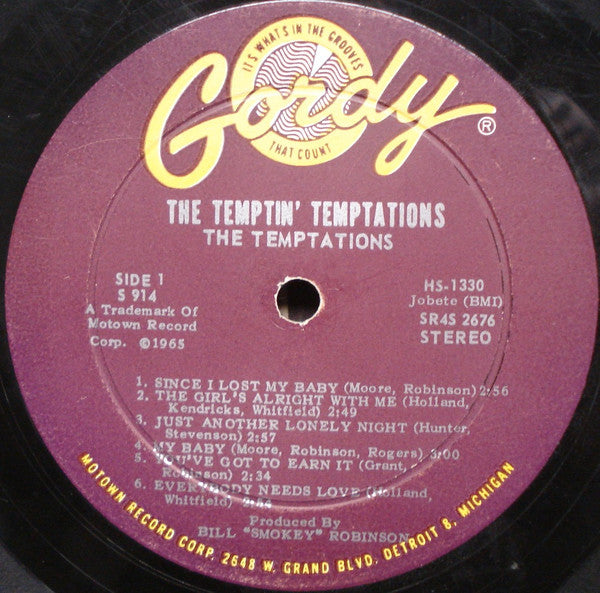 IT'S WHAT'S IN THE GROOVES
Gordy®
THAT COUNT
THE TEMPTIN' TEMPTATIONS
THE TEMPTATIONS
SIDE 1
S 914
A Trademark Of
Motown Record
Corp. ©1965
HS-1330
Jobete (BMI)
SR4S 2676
STEREO
1. SINCE I LOST MY BABY (Moore, Robinson) 2:56
2. THE GIRL'S ALRIGHT WITH ME (Holland,
Kendricks, Whitfield) 2:49
3. JUST ANOTHER LONELY NIGHT (Hunter,
Stevenson) 2:57
4. MY BABY (Moore, Robinson, Rogers) 3:00
5. YOU'VE GOT TO EARN IT (Grant,
Robinson) 2:34
6. EVERYBODY NEEDS LOVE (Holland,
Whitfield)
Produced By
BILL "SMOKEY" ROBINSON
MOTOWN RECORD CORP. 2648 W. GRAND BLVD. DETROIT 8, MICHIGAN